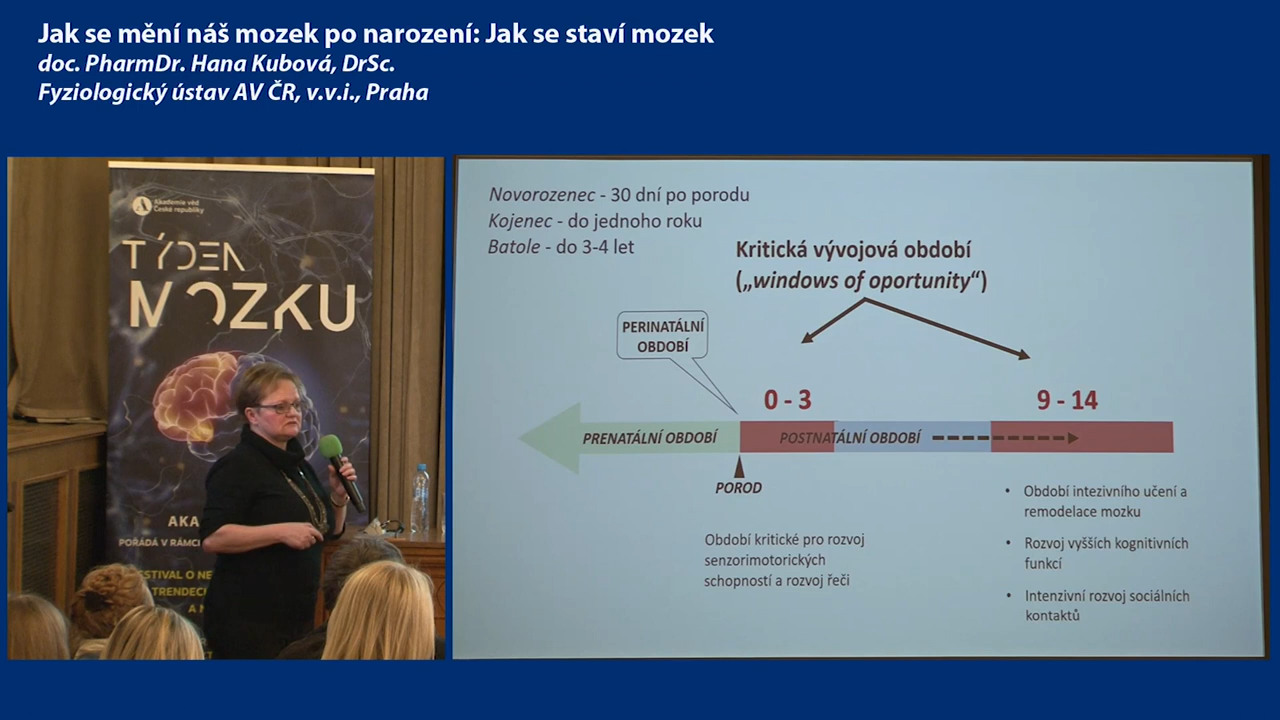 Jak se mění náš mozek po narození: Jak se staví mozek
doc. PharmDr. Hana Kubová, DrSc.
Fyziologický ústav AV ČR, v.v.i., Praha
Akademie věd
České republiky
TÝDEN
MOZKU
AKA
POŘÁDÁ V RÁMCI
FESTIVAL O NE
TRENDECH
A N
Novorozenec - 30 dní po porodu
Kojenec - do jednoho roku
Batole - do 3-4 let
Kritická vývojová období
(„windows of oportunity“)
PERINATÁLNÍ
OBDOBÍ
0 - 3
9 - 14
PRENATÁLNÍ OBDOBÍ
POSTNATÁLNÍ OBDOBÍ
POROD
Období kritické pro rozvoj
senzorimotorických
schopností a rozvoj řeči
• Období intezivního učení a
remodelace mozku
• Rozvoj vyšších kognitivních
funkcí
• Intenzivní rozvoj sociálních
kontaktů